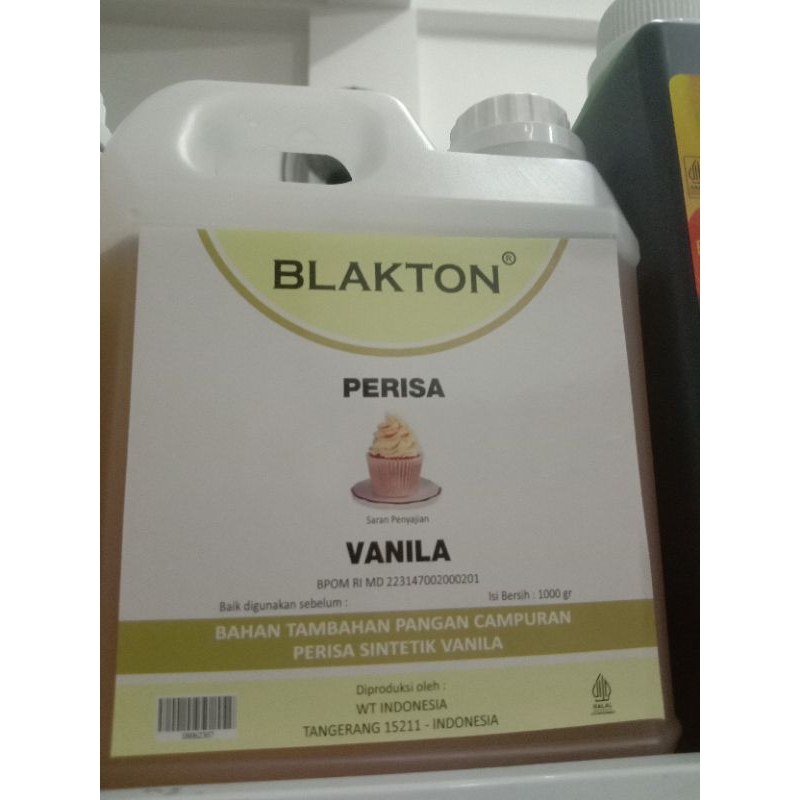 BLAKTON®
PERISA
Saran Penyajian
VANILA
BPOM RI MD 223147002000201
Baik digunakan sebelum :
Isi Bersih : 1000 gr
BAHAN TAMBAHAN PANGAN CAMPURAN
PERISA SINTETIK VANILA
Diproduksi oleh :
WT INDONESIA
TANGERANG 15211 - INDONESIA
HALAL